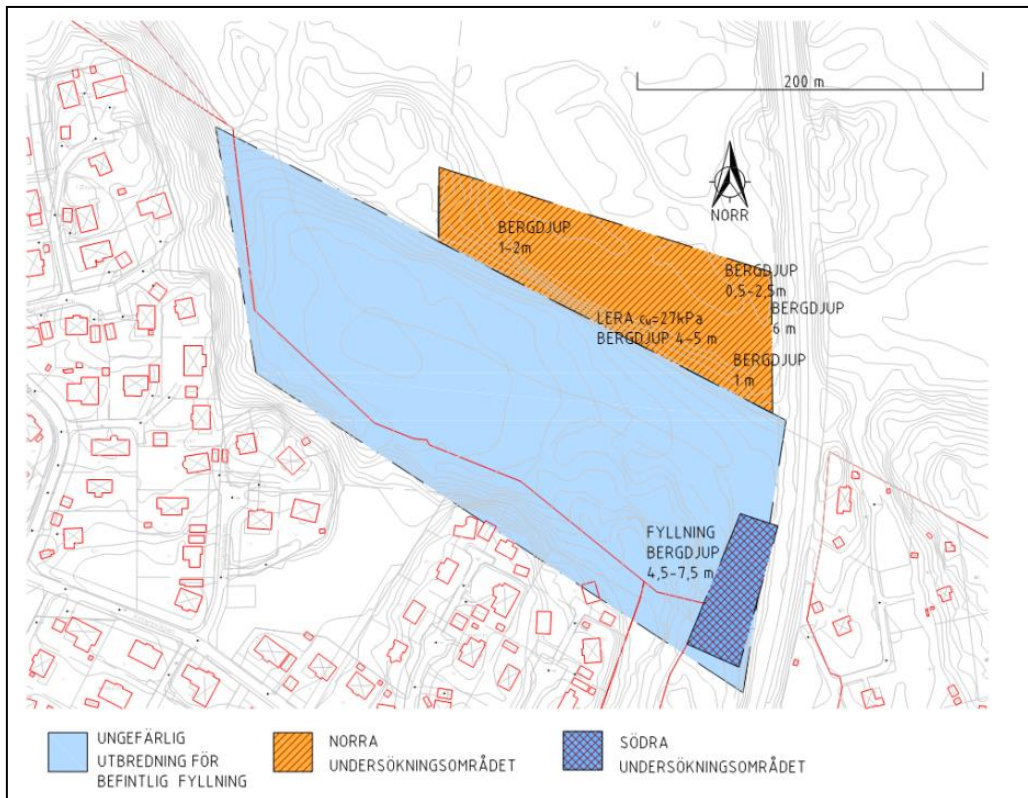 200 m
NORR
BERGDJUP
1-2m
BERGDJUP
0,5-2,5m
BERGDJUP
6 m
LERA cᵤ=27kPa
BERGDJUP 4-5 m
BERGDJUP
1 m
FYLLNING
BERGDJUP
4,5-7,5 m
UNGEFÄRLIG
UTBREDNING FÖR
BEFINTLIG FYLLNING
NORRA
UNDERSÖKNINGSOMRÅDET
SÖDRA
UNDERSÖKNINGSOMRÅDET